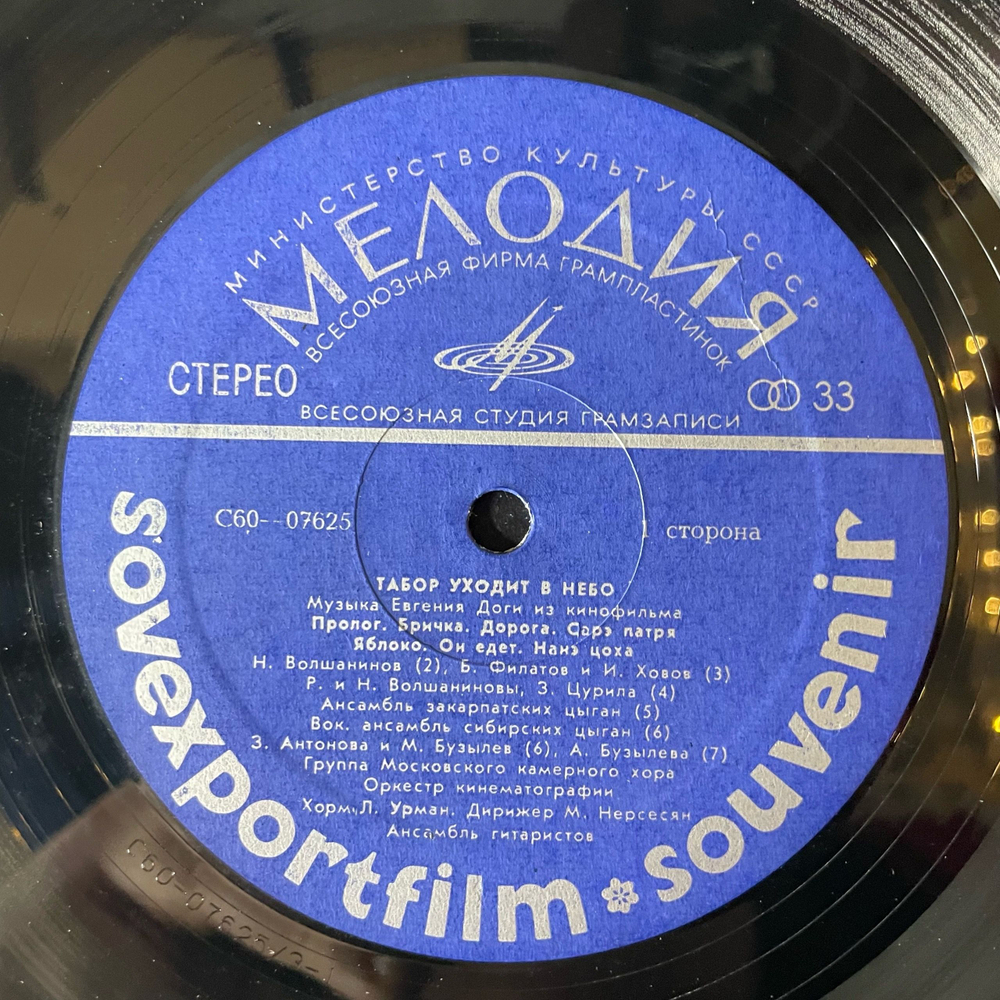 МИНИСТЕРСТВО КУЛЬТУРЫ СССР
МЕЛОДИЯ
ВСЕСОЮЗНАЯ ФИРМА ГРАМПЛАСТИНОК
СТЕРЕО
33
ВСЕСОЮЗНАЯ СТУДИЯ ГРАМЗАПИСИ
С60--07625
1 сторона
ТАБОР УХОДИТ В НЕБО
Музыка Евгения Доги из кинофильма
Пролог. Бричка. Дорога. Сарэ патря
Яблоко. Он едет. Нанэ цоха
Н. Волшанинов (2), Б. Филатов и И. Ховов (3)
Р. и Н. Волшаниновы, З. Цурила (4)
Ансамбль закарпатских цыган (5)
Вок. ансамбль сибирских цыган (6)
З. Антонова и М. Бузылев (6), А. Бузылева (7)
Группа Московского камерного хора
Оркестр кинематографии
Хорм. Л. Урман. Дирижер М. Нерсесян
Ансамбль гитаристов
sovexportfilm souvenir